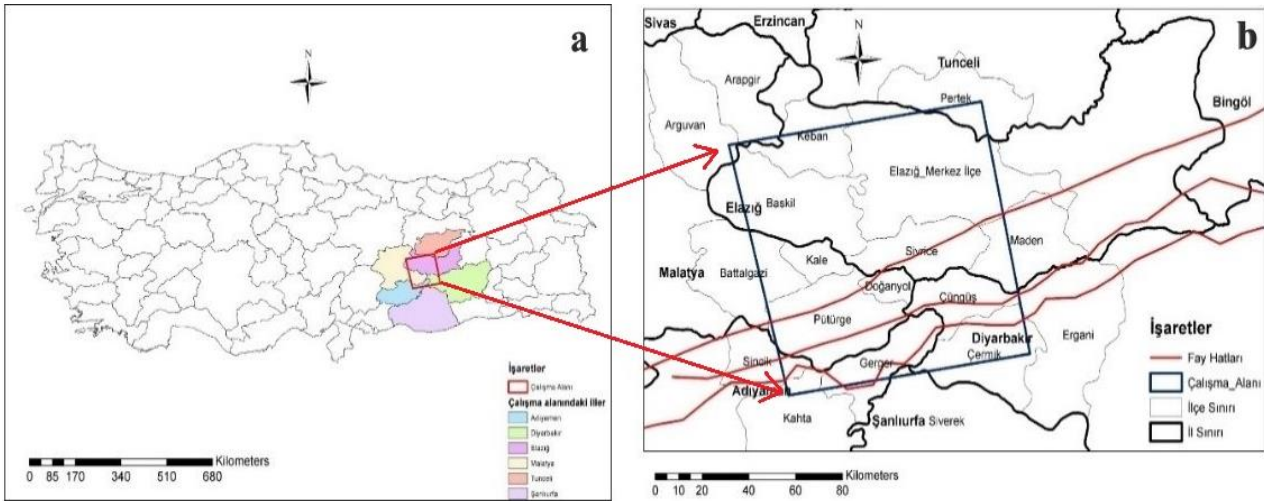 a
N
İşaretler
Çalışma Alanı
Çalışma alanındaki İller
Adıyemen
Diyarbakır
Elazığ
Malatya
Tunceli
Şanlıurfa
Kilometers
0 85 170 340 510 680
b
N
Sivas
Erzincan
Tunceli
Arapgir
Pertek
Bingöl
Arguvan
Keban
Elazığ_Merkez İlçe
Elazığ
Baskil
Maden
Sivrice
Kale
Malatya
Battalgazi
Doğanyol
Çüngüş
Pütürge
Ergani
Diyarbakır
Sincik
Gerger
Çermik
Adıyaman
Kahta
Şanlıurfa
Siverek
İşaretler
Fay Hatları
Çalışma_Alanı
İlçe Sınırı
İl Sınırı
Kilometers
0 10 20 40 60 80